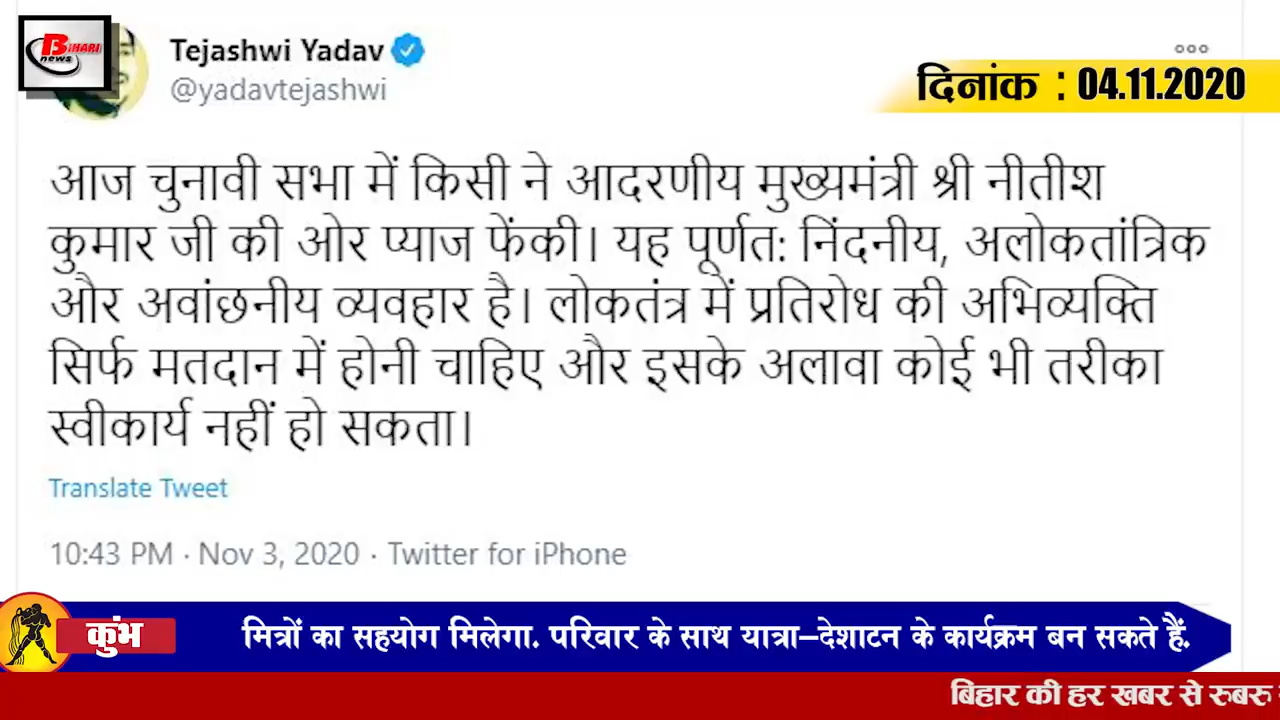 BIHARI
news
Tejashwi Yadav
@yadavtejashwi
दिनांक : 04.11.2020
आज चुनावी सभा में किसी ने आदरणीय मुख्यमंत्री श्री नीतीश
कुमार जी की ओर प्याज फेंकी। यह पूर्णत: निंदनीय, अलोकतांत्रिक
और अवांछनीय व्यवहार है। लोकतंत्र में प्रतिरोध की अभिव्यक्ति
सिर्फ मतदान में होनी चाहिए और इसके अलावा कोई भी तरीका
स्वीकार्य नहीं हो सकता।
Translate Tweet
10:43 PM · Nov 3, 2020 · Twitter for iPhone
कुंभ
मित्रों का सहयोग मिलेगा. परिवार के साथ यात्रा–देशाटन के कार्यक्रम बन सकते हैं.
बिहार की हर खबर से रुबरु